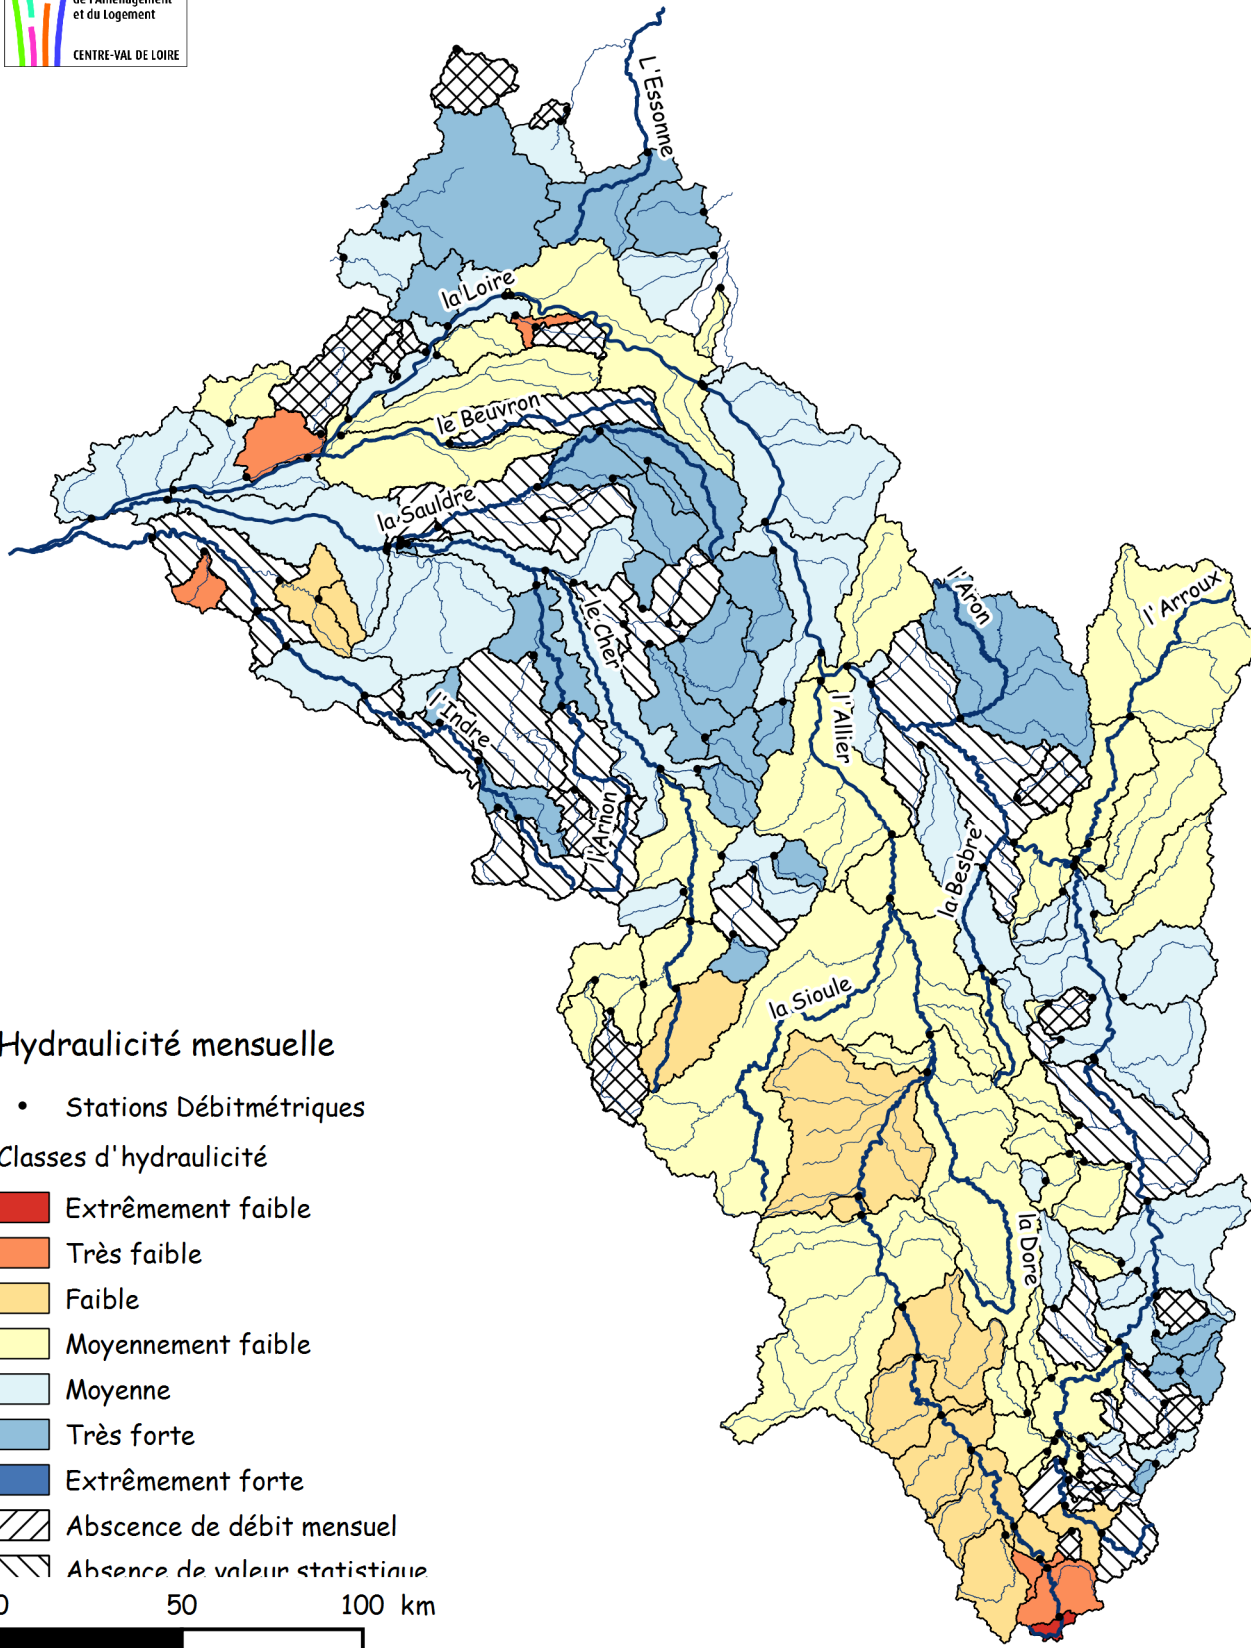 de l'Aménagement
et du Logement
CENTRE-VAL DE LOIRE
L'Essonne
la Loire
le Beuvron
la Sauldre
le Cher
l'Aron
l'Arroux
l'Indre
l'Allier
l'Arnon
la Besbre
la Sioule
la Dore
Hydraulicité mensuelle
Stations Débitmétriques
Classes d'hydraulicité
Extrêmement faible
Très faible
Faible
Moyennement faible
Moyenne
Très forte
Extrêmement forte
Abscence de débit mensuel
Absence de valeur statistique
0 50 100 km